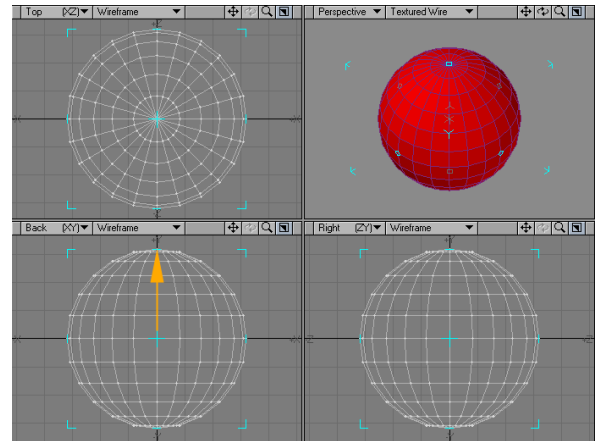 Top (XZ) Wireframe
Perspective Textured Wire
Back (XY) Wireframe
Right (ZY) Wireframe